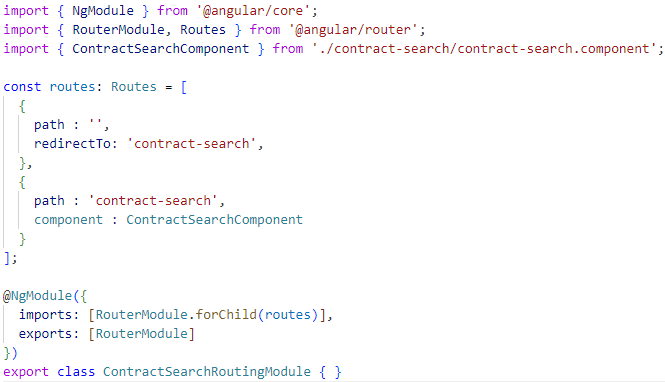 import { NgModule } from '@angular/core';
import { RouterModule, Routes } from '@angular/router';
import { ContractSearchComponent } from './contract-search/contract-search.component';

const routes: Routes = [
  {
    path : '',
    redirectTo: 'contract-search',
  },
  {
    path : 'contract-search',
    component : ContractSearchComponent
  }
];

@NgModule({
  imports: [RouterModule.forChild(routes)],
  exports: [RouterModule]
})
export class ContractSearchRoutingModule { }